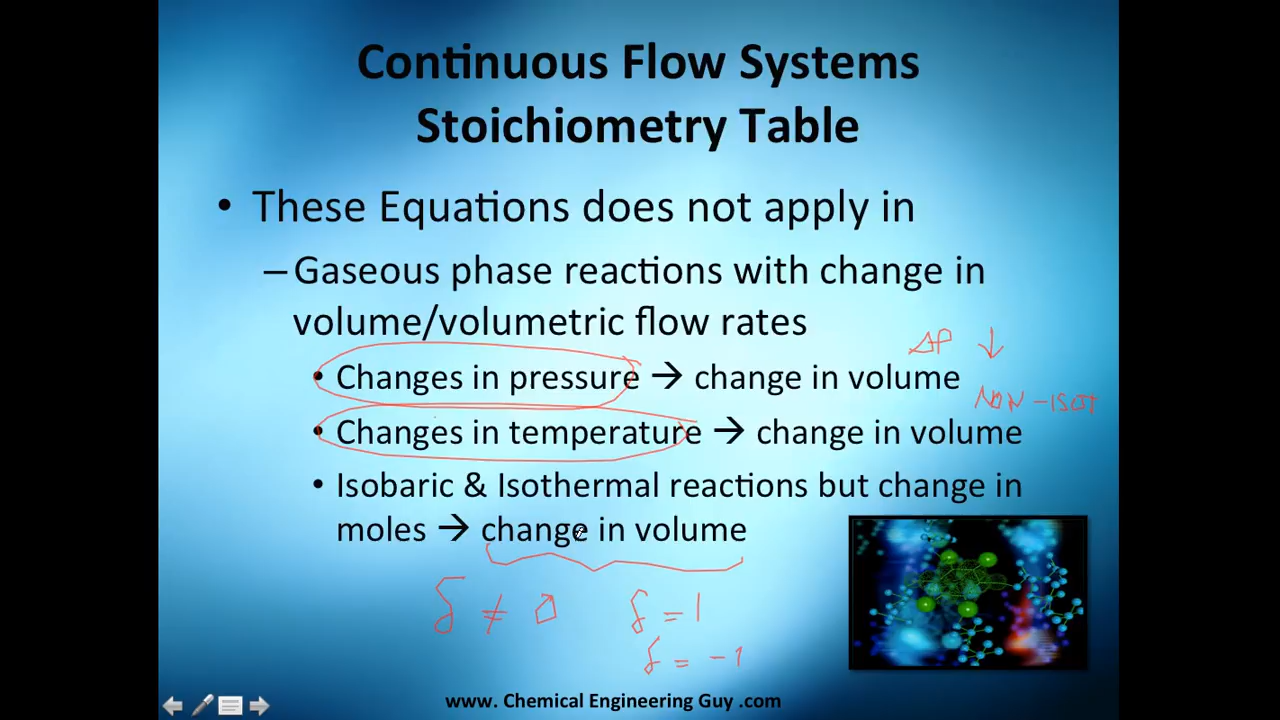 Continuous Flow Systems
Stoichiometry Table
• These Equations does not apply in
– Gaseous phase reactions with change in
volume/volumetric flow rates
ΔP ↓
• Changes in pressure → change in volume
NON-ISOT
• Changes in temperature → change in volume
• Isobaric & Isothermal reactions but change in
moles → change in volume
δ ≠ 0 δ = 1
δ = -1
www. Chemical Engineering Guy .com